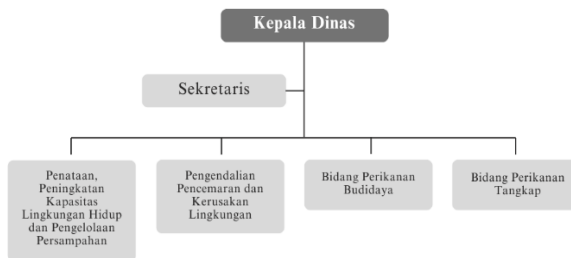 Kepala Dinas
Sekretaris
Penataan,
Peningkatan
Kapasitas
Lingkungan Hidup
dan Pengelolaan
Persampahan
Pengendalian
Pencemaran dan
Kerusakan
Lingkungan
Bidang Perikanan
Budidaya
Bidang Perikanan
Tangkap